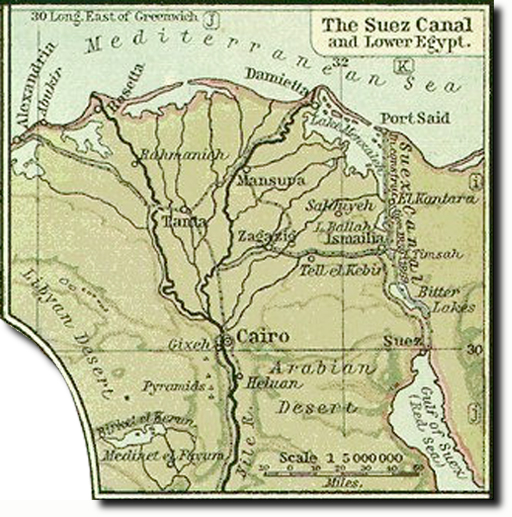 30 Long. East of Greenwich
J
The Suez Canal
and Lower Egypt.
Mediterranean Sea
32
K
Alexandria
Abukir
Rosetta
Damietta
Port Said
Lake Menzaleh
Suez Canal
Rahmanieh
Mansura
El Kantara
i
Salihyeh
L. Ballah
Tanta
Zagazig
Ismailia
L. Timsah
Tell el Kebir
Bitter
Lakes
Libyan Desert
Cairo
Gizeh
Suez
30
Arabian
Desert
Pyramids
Heluan
Nile R.
Gulf of Suez
(Red Sea)
j
Birket el Kerun
Medinet el Fayum
Scale 1 : 5 000 000
Miles.